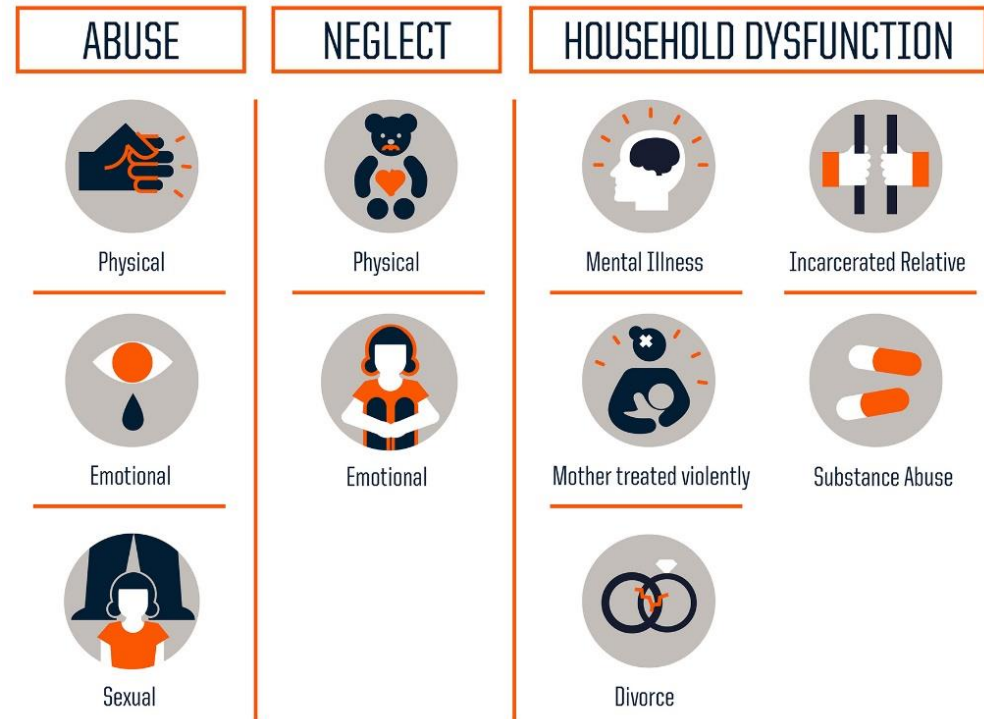 ABUSE
NEGLECT
HOUSEHOLD DYSFUNCTION
Physical
Physical
Mental Illness
Incarcerated Relative
Emotional
Emotional
Mother treated violently
Substance Abuse
Sexual
Divorce